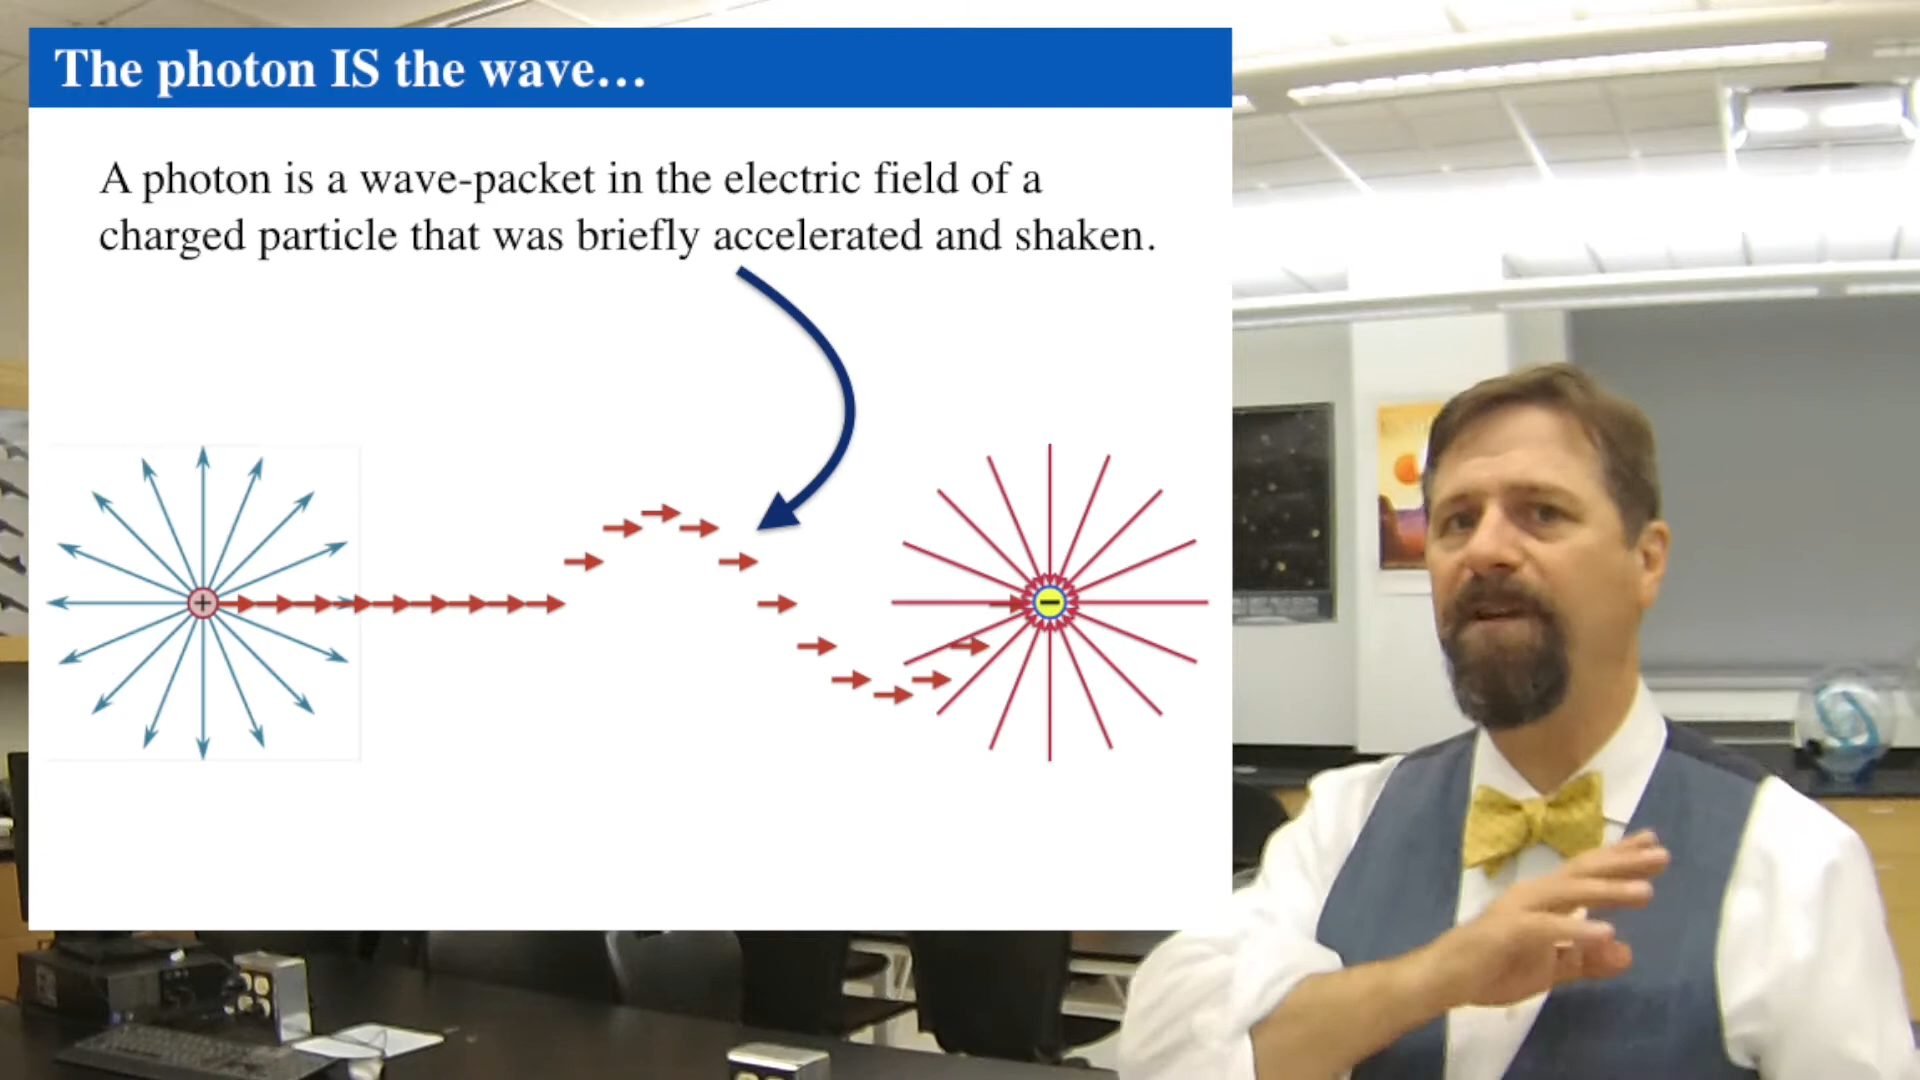 The photon IS the wave…
A photon is a wave-packet in the electric field of a
charged particle that was briefly accelerated and shaken.
+
−